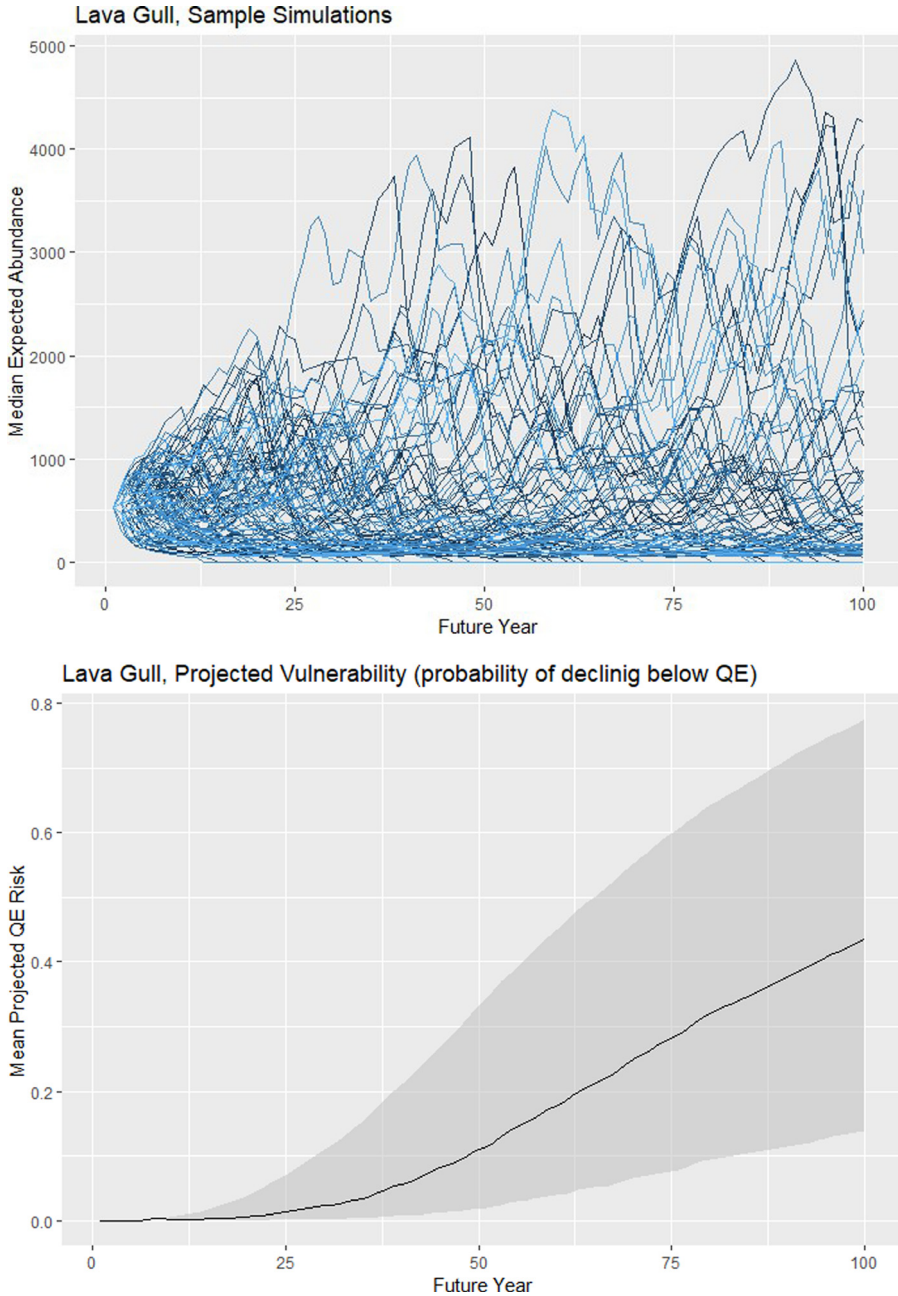 Lava Gull, Sample Simulations
5000
4000
3000
2000
1000
0
Median Expected Abundance
0 25 50 75 100
Future Year
Lava Gull, Projected Vulnerability (probability of declinig below QE)
0.8
0.6
0.4
0.2
0.0
Mean Projected QE Risk
0 25 50 75 100
Future Year